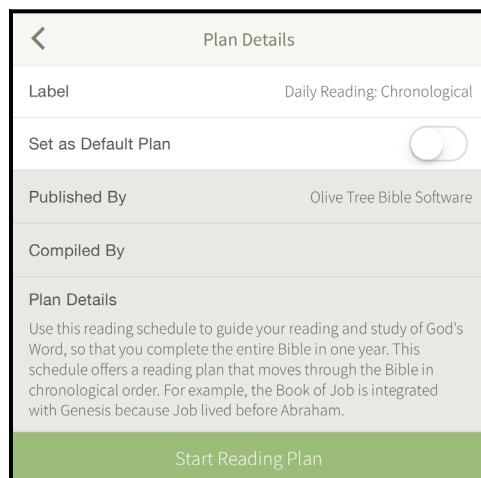 Plan Details
Label Daily Reading: Chronological
Set as Default Plan
Published By Olive Tree Bible Software
Compiled By
Plan Details
Use this reading schedule to guide your reading and study of God's
Word, so that you complete the entire Bible in one year. This
schedule offers a reading plan that moves through the Bible in
chronological order. For example, the Book of Job is integrated
with Genesis because Job lived before Abraham.
Start Reading Plan